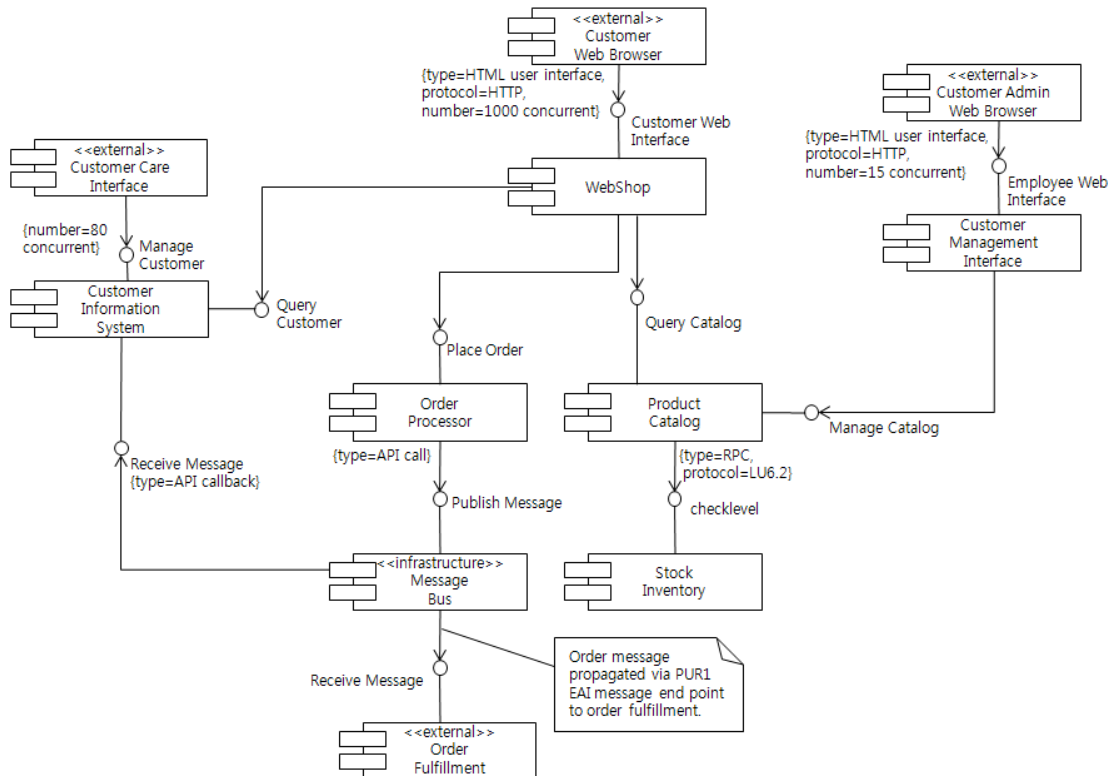 <<external>>
Customer
Web Browser
{type=HTML user interface,
protocol=HTTP,
number=1000 concurrent}
Customer Web
Interface
<<external>>
Customer Admin
Web Browser
{type=HTML user interface,
protocol=HTTP,
number=15 concurrent}
Employee Web
Interface
<<external>>
Customer Care
Interface
WebShop
{number=80
concurrent}
Manage
Customer
Customer
Management
Interface
Customer
Information
System
Query
Customer
Query Catalog
Place Order
Order
Processor
Product
Catalog
Manage Catalog
{type=API call}
{type=RPC,
protocol=LU6.2}
Receive Message
{type=API callback}
Publish Message
checklevel
<<infrastructure>>
Message
Bus
Stock
Inventory
Order message
propagated via PUR1
EAI message end point
to order fulfillment.
Receive Message
<<external>>
Order
Fulfillment